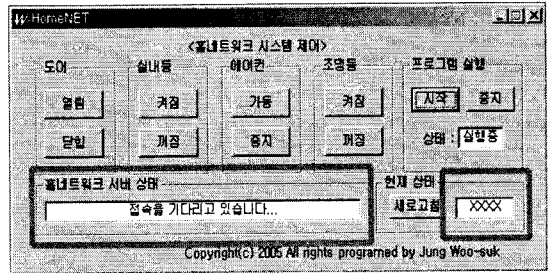 HomeNET
<홈네트워크 시스템 제어>
도어 실내등 에어컨 조명등 프로그램 실행
열림 켜짐 가동 켜짐 시작 중지
닫힘 꺼짐 중지 꺼짐 상태 : 실행중
홈네트워크 서버 상태 현재 상태
접속을 기다리고 있습니다... 새로고침 XXXX
Copyright(c) 2005 All rights programed by Jung Woo-suk